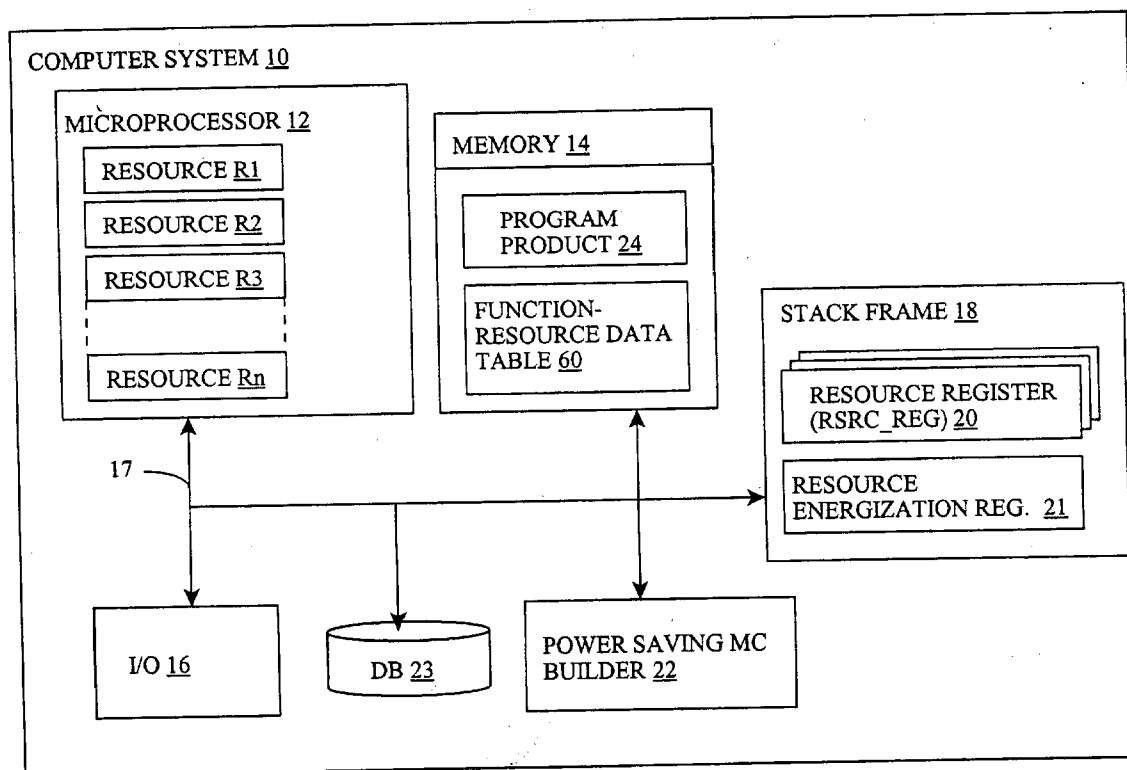 COMPUTER SYSTEM 10
MICROPROCESSOR 12
RESOURCE R1
RESOURCE R2
RESOURCE R3
RESOURCE Rn
MEMORY 14
PROGRAM
PRODUCT 24
FUNCTION-
RESOURCE DATA
TABLE 60
STACK FRAME 18
RESOURCE REGISTER
(RSRC_REG) 20
RESOURCE
ENERGIZATION REG. 21
17
I/O 16
DB 23
POWER SAVING MC
BUILDER 22